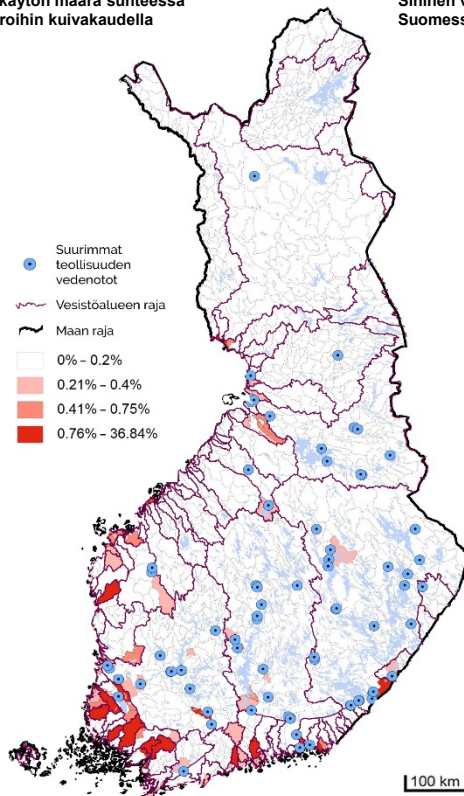 käytön määrä suhteessa
roihin kuivakaudella
Sininen v
Suomess
Suurimmat
teollisuuden
vedenotot
Vesistöalueen raja
Maan raja
0% – 0.2%
0.21% – 0.4%
0.41% – 0.75%
0.76% – 36.84%
100 km